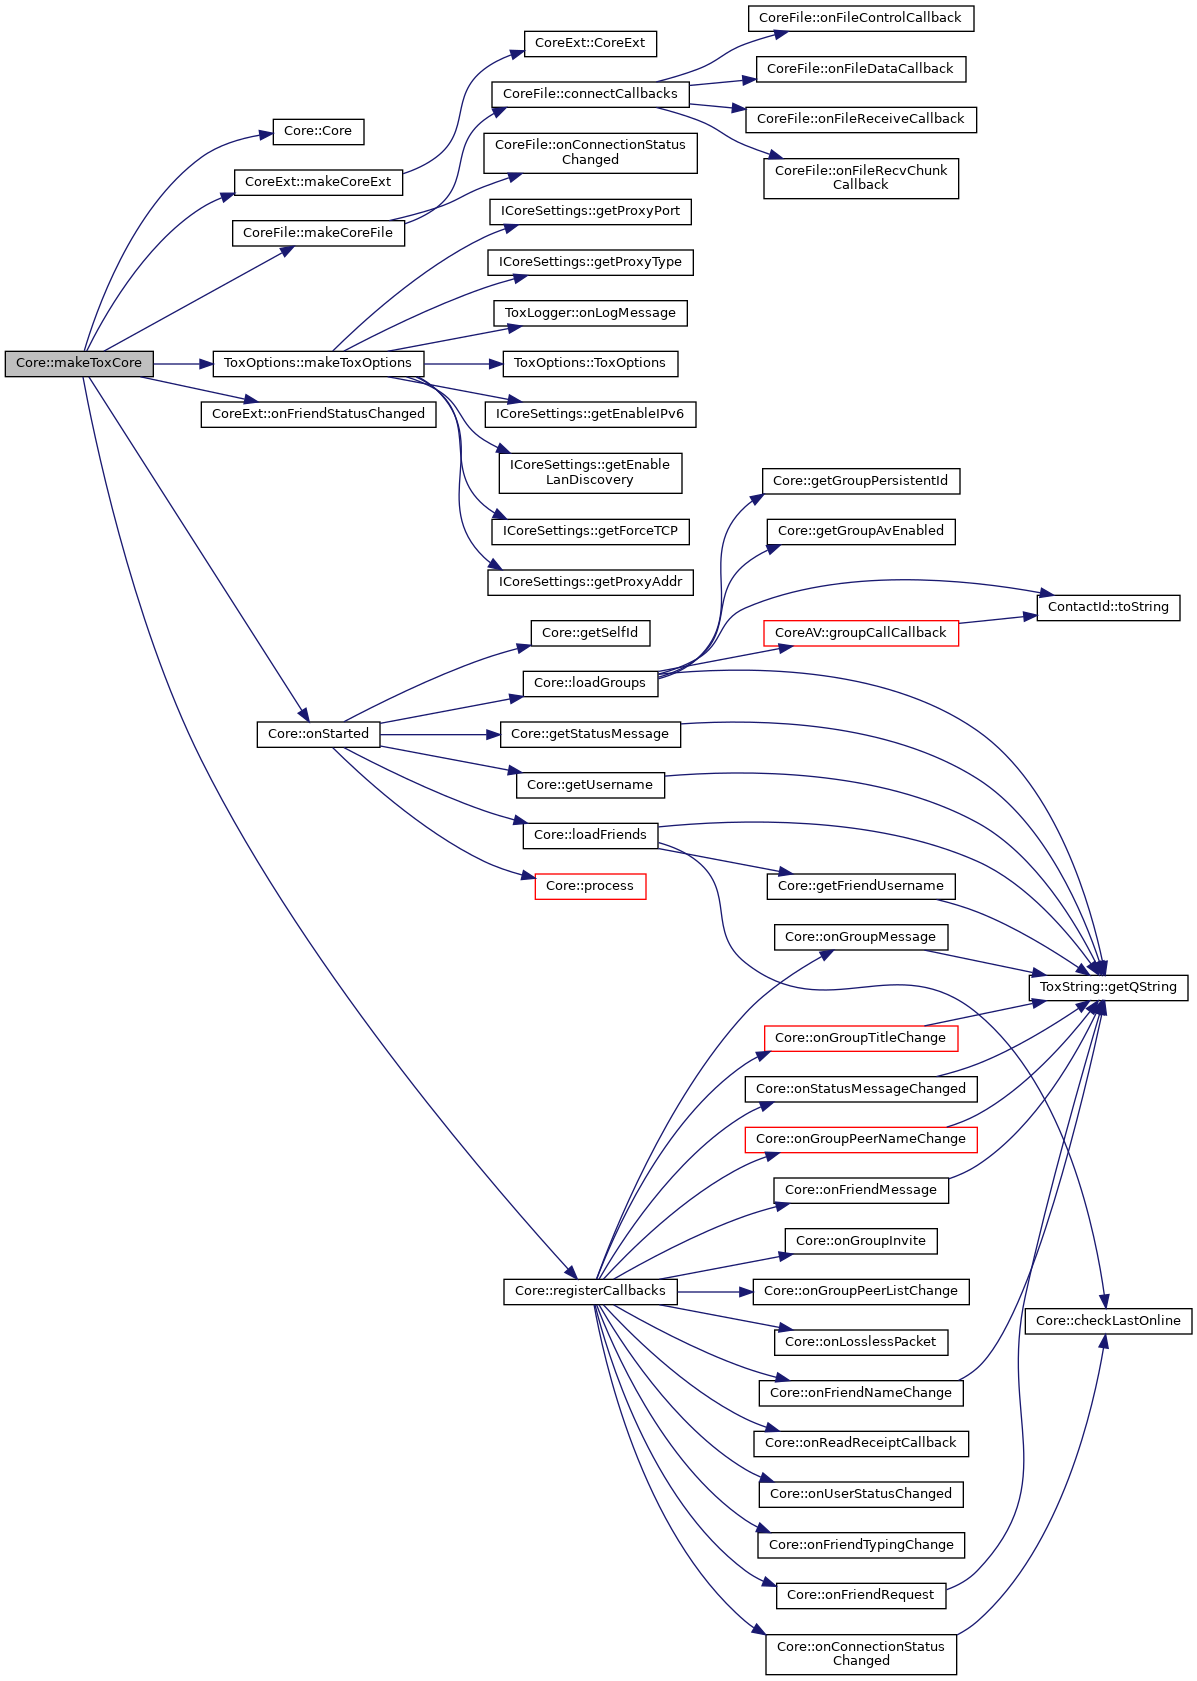 CoreFile::onFileControlCallback
CoreExt::CoreExt
CoreFile::onFileDataCallback
CoreFile::connectCallbacks
CoreFile::onFileReceiveCallback
Core::Core
CoreFile::onConnectionStatus
Changed
CoreFile::onFileRecvChunk
Callback
CoreExt::makeCoreExt
ICoreSettings::getProxyPort
CoreFile::makeCoreFile
ICoreSettings::getProxyType
ToxLogger::onLogMessage
Core::makeToxCore
ToxOptions::makeToxOptions
ToxOptions::ToxOptions
CoreExt::onFriendStatusChanged
ICoreSettings::getEnableIPv6
ICoreSettings::getEnable
LanDiscovery
Core::getGroupPersistentId
ICoreSettings::getForceTCP
Core::getGroupAvEnabled
ICoreSettings::getProxyAddr
ContactId::toString
Core::getSelfId
CoreAV::groupCallCallback
Core::loadGroups
Core::onStarted
Core::getStatusMessage
Core::getUsername
Core::loadFriends
Core::process
Core::getFriendUsername
Core::onGroupMessage
ToxString::getQString
Core::onGroupTitleChange
Core::onStatusMessageChanged
Core::onGroupPeerNameChange
Core::onFriendMessage
Core::onGroupInvite
Core::registerCallbacks
Core::onGroupPeerListChange
Core::checkLastOnline
Core::onLosslessPacket
Core::onFriendNameChange
Core::onReadReceiptCallback
Core::onUserStatusChanged
Core::onFriendTypingChange
Core::onFriendRequest
Core::onConnectionStatus
Changed